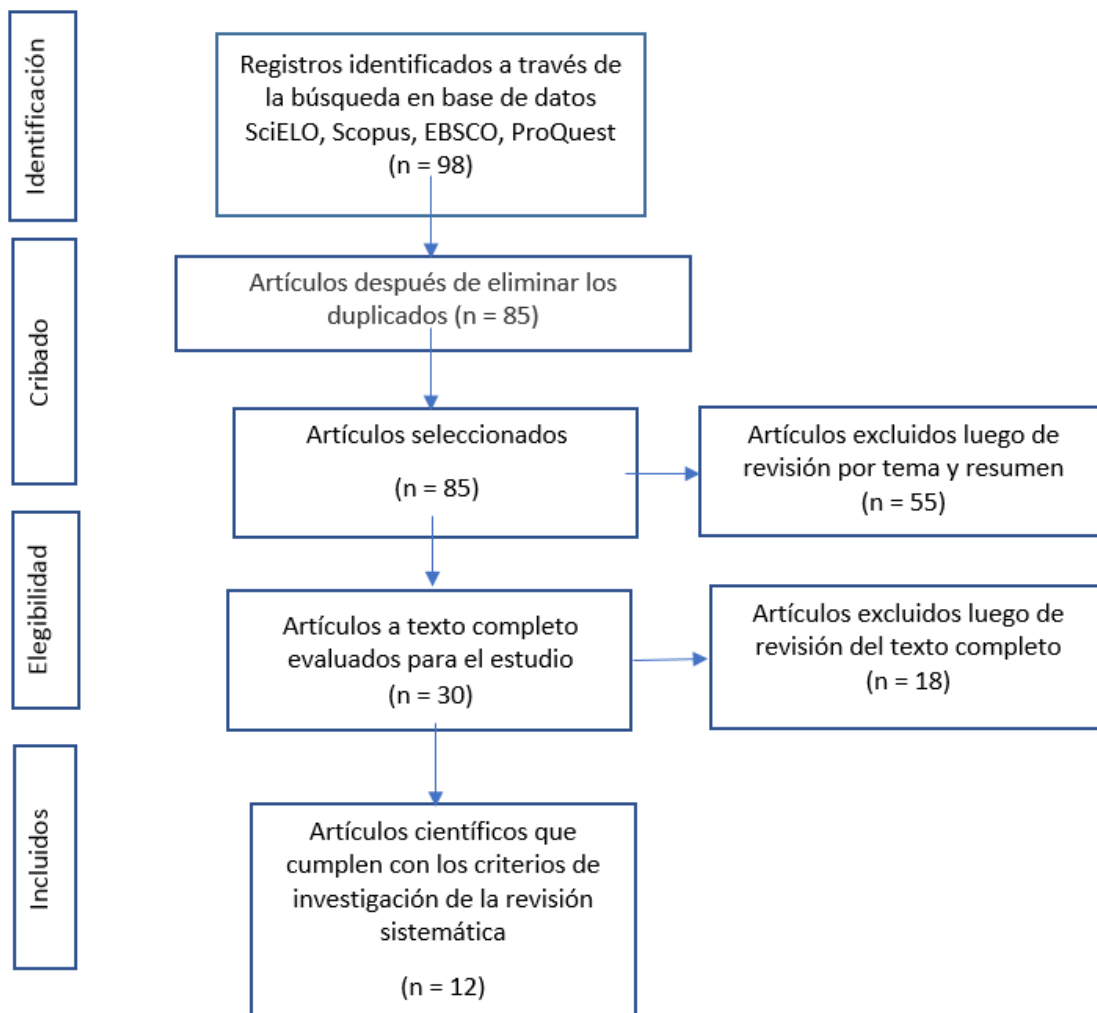 Identificación
Registros identificados a través de
la búsqueda en base de datos
SciELO, Scopus, EBSCO, ProQuest
(n = 98)
Cribado
Artículos después de eliminar los
duplicados (n = 85)
Artículos seleccionados
(n = 85)
Artículos excluidos luego de
revisión por tema y resumen
(n = 55)
Elegibilidad
Artículos a texto completo
evaluados para el estudio
(n = 30)
Artículos excluidos luego de
revisión del texto completo
(n = 18)
Incluidos
Artículos científicos que
cumplen con los criterios de
investigación de la revisión
sistemática
(n = 12)